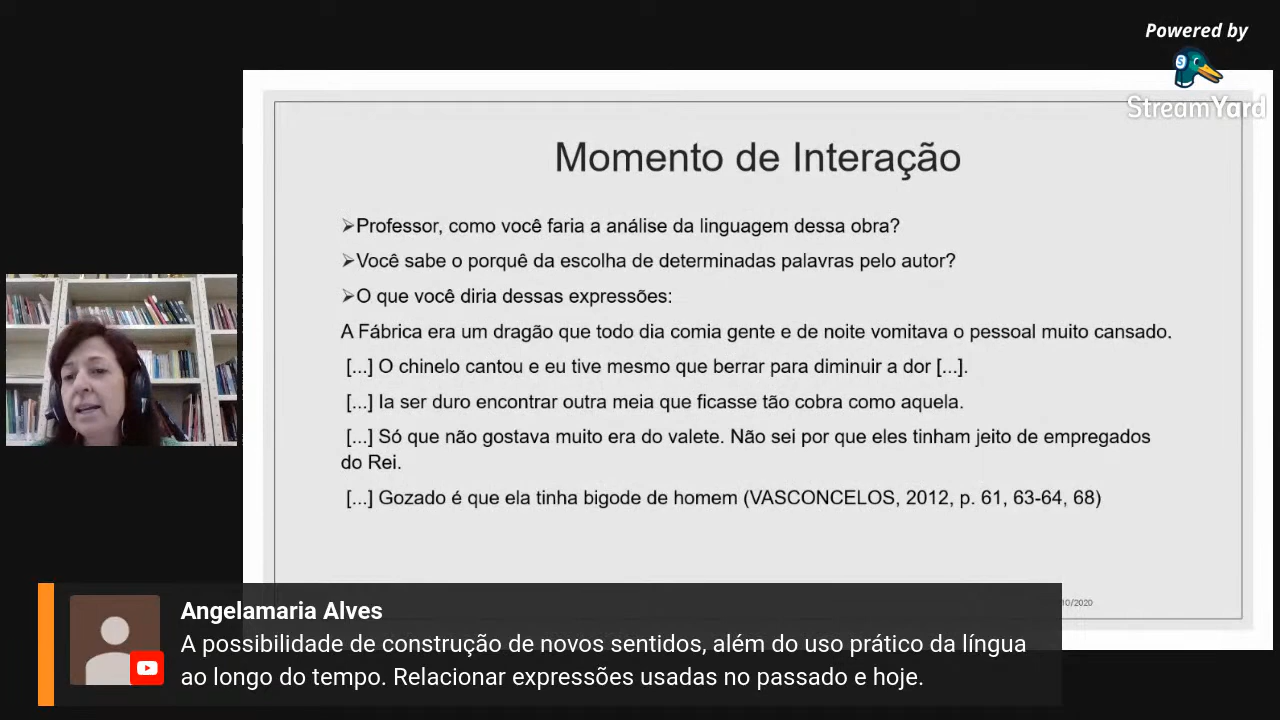 Powered by
StreamYard
Momento de Interação
➢Professor, como você faria a análise da linguagem dessa obra?
➢Você sabe o porquê da escolha de determinadas palavras pelo autor?
➢O que você diria dessas expressões:
A Fábrica era um dragão que todo dia comia gente e de noite vomitava o pessoal muito cansado.
[...] O chinelo cantou e eu tive mesmo que berrar para diminuir a dor [...].
[...] Ia ser duro encontrar outra meia que ficasse tão cobra como aquela.
[...] Só que não gostava muito era do valete. Não sei por que eles tinham jeito de empregados
do Rei.
[...] Gozado é que ela tinha bigode de homem (VASCONCELOS, 2012, p. 61, 63-64, 68)
/2020
Angelamaria Alves
A possibilidade de construção de novos sentidos, além do uso prático da língua
ao longo do tempo. Relacionar expressões usadas no passado e hoje.